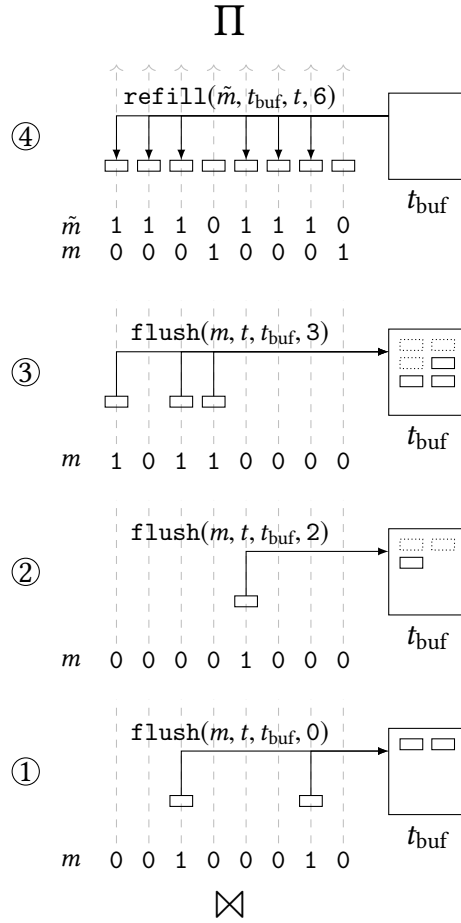 Π
refill(m̃, t_buf, t, 6)
④
t_buf
m̃ 1 1 1 0 1 1 1 0
m 0 0 0 1 0 0 0 1
flush(m, t, t_buf, 3)
③
t_buf
m 1 0 1 1 0 0 0 0
flush(m, t, t_buf, 2)
②
t_buf
m 0 0 0 0 1 0 0 0
flush(m, t, t_buf, 0)
①
t_buf
m 0 0 1 0 0 0 1 0
⋈